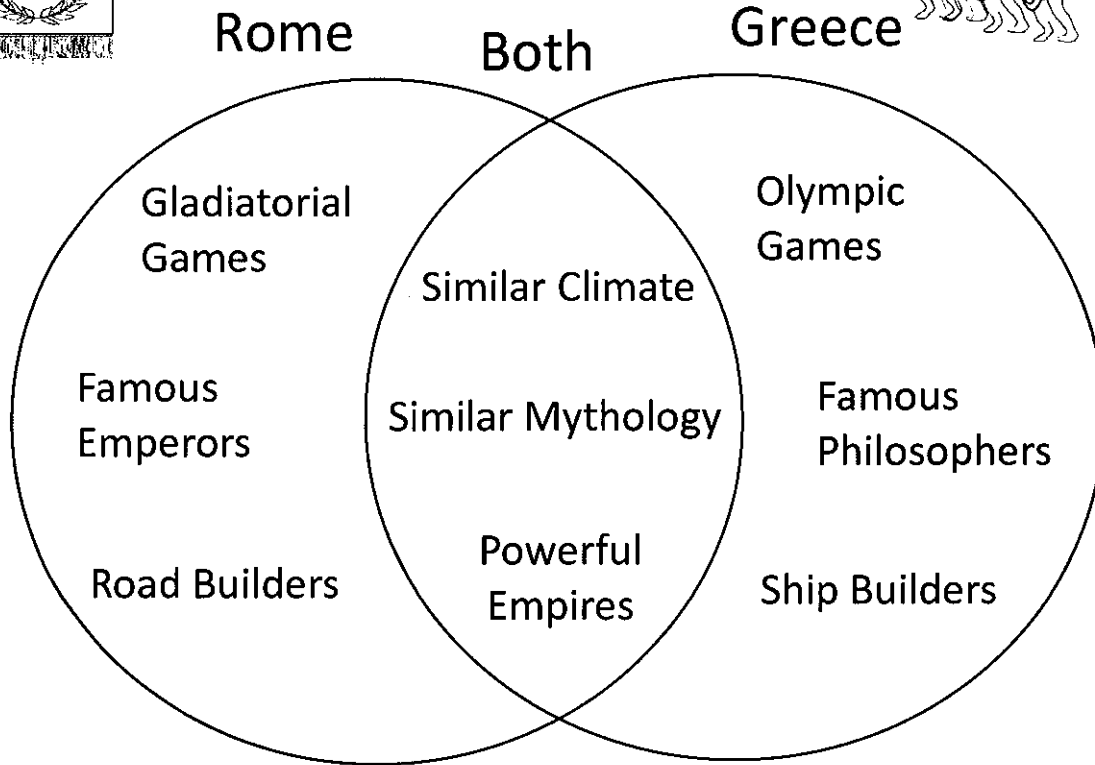 Rome
Both
Greece
Gladiatorial
Games
Famous
Emperors
Road Builders
Similar Climate
Similar Mythology
Powerful
Empires
Olympic
Games
Famous
Philosophers
Ship Builders